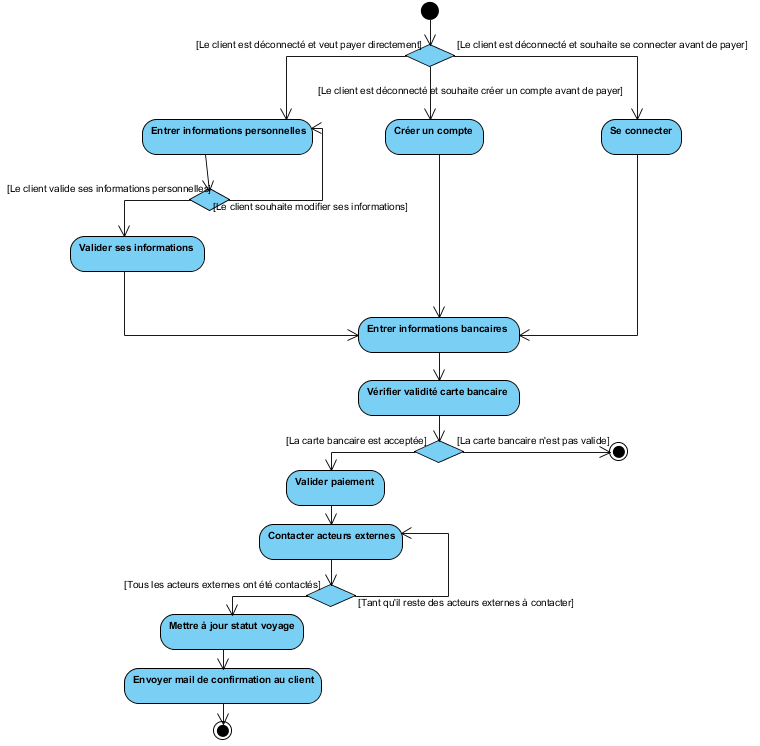 [Le client est déconnecté et veut payer directement]
[Le client est déconnecté et souhaite se connecter avant de payer]
[Le client est déconnecté et souhaite créer un compte avant de payer]
Entrer informations personnelles
Créer un compte
Se connecter
[Le client valide ses informations personnelles]
[Le client souhaite modifier ses informations]
Valider ses informations
Entrer informations bancaires
Vérifier validité carte bancaire
[La carte bancaire est acceptée]
[La carte bancaire n'est pas valide]
Valider paiement
Contacter acteurs externes
[Tous les acteurs externes ont été contactés]
[Tant qu'il reste des acteurs externes à contacter]
Mettre à jour statut voyage
Envoyer mail de confirmation au client